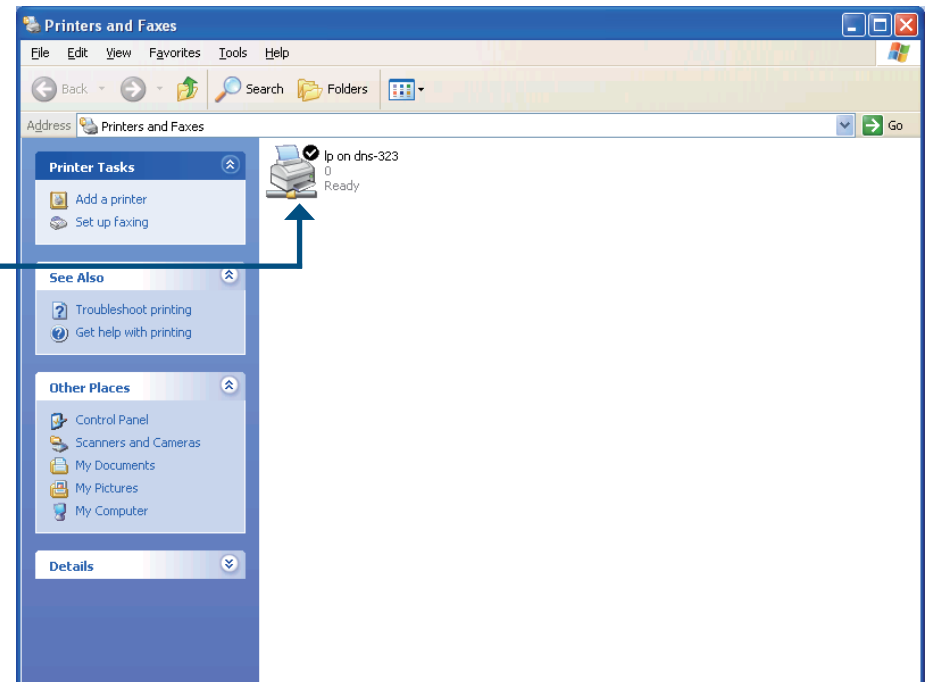 Printers and Faxes
File Edit View Favorites Tools Help
Back Search Folders
Address Printers and Faxes Go
Printer Tasks
Add a printer
Set up faxing
See Also
Troubleshoot printing
Get help with printing
Other Places
Control Panel
Scanners and Cameras
My Documents
My Pictures
My Computer
Details
lp on dns-323
0
Ready